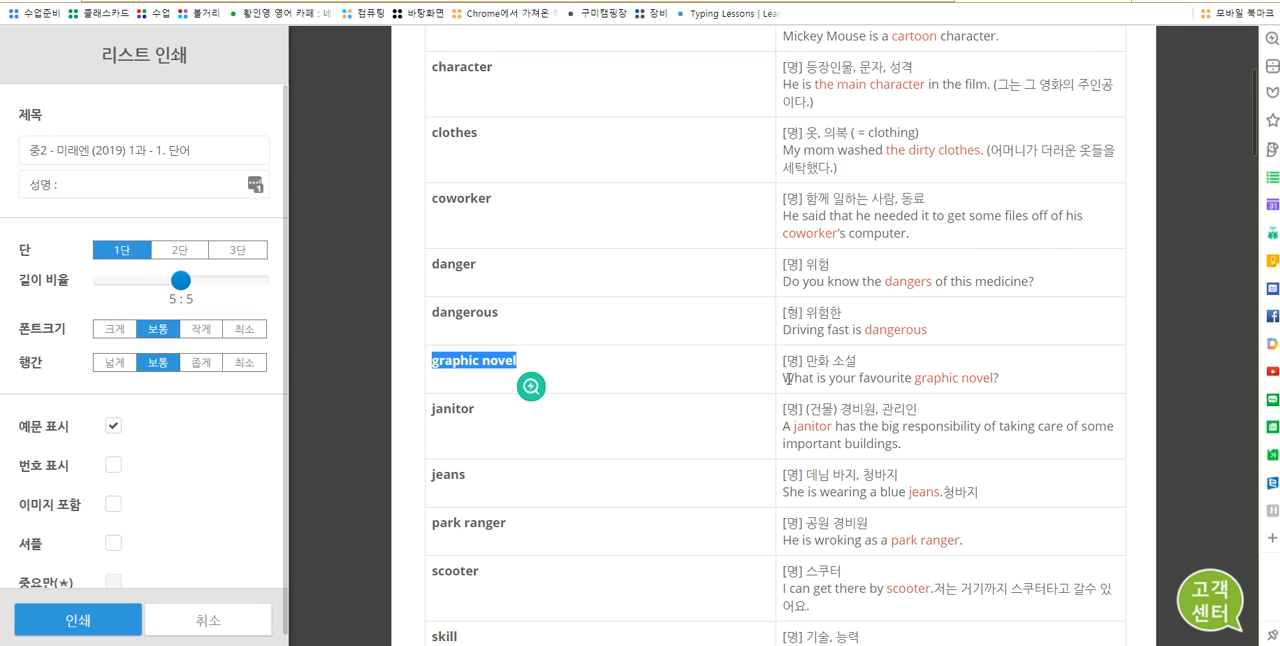 수업준비 클래스카드 수업 볼거리 황인영 영어 카페 : 네 컴퓨팅 바탕화면 Chrome에서 가져온 구미캠핑장 장비 Typing Lessons | Lear 모바일 북마크
리스트 인쇄
제목
중2 - 미래엔 (2019) 1과 - 1. 단어
성명 :
단
1단 2단 3단
길이 비율
5 : 5
폰트크기
크게 보통 작게 최소
행간
넓게 보통 좁게 최소
예문 표시
번호 표시
이미지 포함
셔플
중요만(★)
인쇄 취소
Mickey Mouse is a cartoon character.
character
[명] 등장인물, 문자, 성격
He is the main character in the film. (그는 그 영화의 주인공
이다.)
clothes
[명] 옷, 의복 ( = clothing)
My mom washed the dirty clothes. (어머니가 더러운 옷들을
세탁했다.)
coworker
[명] 함께 일하는 사람, 동료
He said that he needed it to get some files off of his
coworker's computer.
danger
[명] 위험
Do you know the dangers of this medicine?
dangerous
[형] 위험한
Driving fast is dangerous
graphic novel
[명] 만화 소설
What is your favourite graphic novel?
janitor
[명] (건물) 경비원, 관리인
A janitor has the big responsibility of taking care of some
important buildings.
jeans
[명] 데님 바지, 청바지
She is wearing a blue jeans.청바지
park ranger
[명] 공원 경비원
He is wroking as a park ranger.
scooter
[명] 스쿠터
I can get there by scooter.저는 거기까지 스쿠터타고 갈수 있
어요.
skill
[명] 기술, 능력
고객
센터
31